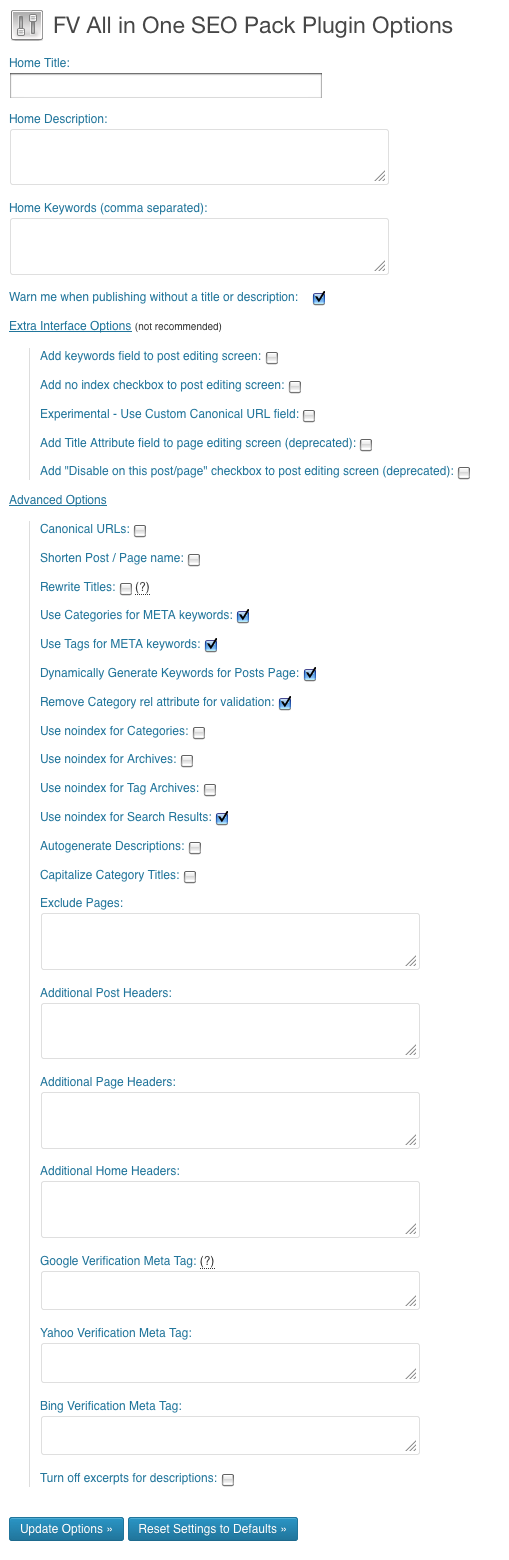 FV All in One SEO Pack Plugin Options
Home Title:
Home Description:
Home Keywords (comma separated):
Warn me when publishing without a title or description:
Extra Interface Options (not recommended)
Add keywords field to post editing screen:
Add no index checkbox to post editing screen:
Experimental - Use Custom Canonical URL field:
Add Title Attribute field to page editing screen (deprecated):
Add "Disable on this post/page" checkbox to post editing screen (deprecated):
Advanced Options
Canonical URLs:
Shorten Post / Page name:
Rewrite Titles: (?)
Use Categories for META keywords:
Use Tags for META keywords:
Dynamically Generate Keywords for Posts Page:
Remove Category rel attribute for validation:
Use noindex for Categories:
Use noindex for Archives:
Use noindex for Tag Archives:
Use noindex for Search Results:
Autogenerate Descriptions:
Capitalize Category Titles:
Exclude Pages:
Additional Post Headers:
Additional Page Headers:
Additional Home Headers:
Google Verification Meta Tag: (?)
Yahoo Verification Meta Tag:
Bing Verification Meta Tag:
Turn off excerpts for descriptions:
Update Options » Reset Settings to Defaults »